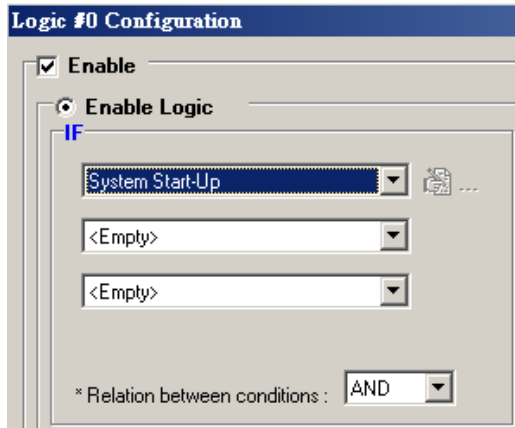 Logic #0 Configuration
Enable
Enable Logic
IF
System Start-Up
...
<Empty>
<Empty>
* Relation between conditions : AND